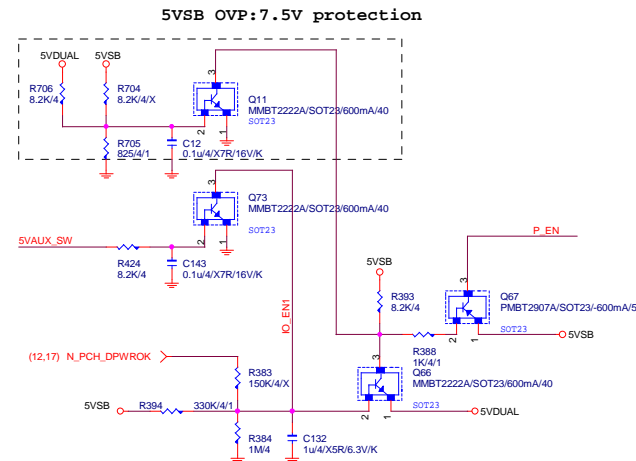 5VSB OVP:7.5V protection
5VDUAL
5VSB
R706
8.2K/4
R704
8.2K/4/X
3
2
1
Q11
MMBT2222A/SOT23/600mA/40
SOT23
R705
825/4/1
C12
0.1u/4/X7R/16V/K
3
2
1
Q73
MMBT2222A/SOT23/600mA/40
SOT23
5VAUX_SW
R424
8.2K/4
C143
0.1u/4/X7R/16V/K
IO_EN1
5VSB
R393
8.2K/4
P_EN
3
2
1
Q67
PMBT2907A/SOT23/-600mA/5
SOT23
5VSB
R388
1K/4/1
3
2
1
Q66
MMBT2222A/SOT23/600mA/40
SOT23
5VDUAL
(12,17) N_PCH_DPWROK
R383
150K/4/X
5VSB
R394
330K/4/1
R384
1M/4
C132
1u/4/X5R/6.3V/K